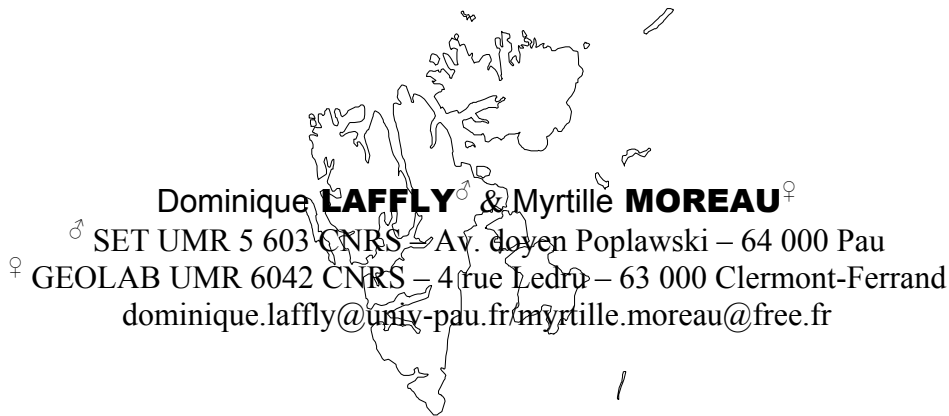 Dominique LAFFLY♂ & Myrtille MOREAU♀
♂ SET UMR 5 603 CNRS – Av. doyen Poplawski – 64 000 Pau
♀ GEOLAB UMR 6042 CNRS – 4 rue Ledru – 63 000 Clermont-Ferrand
dominique.laffly@univ-pau.fr/myrtille.moreau@free.fr